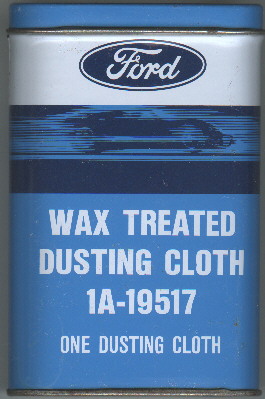 Ford
WAX TREATED
DUSTING CLOTH
1A-19517
ONE DUSTING CLOTH